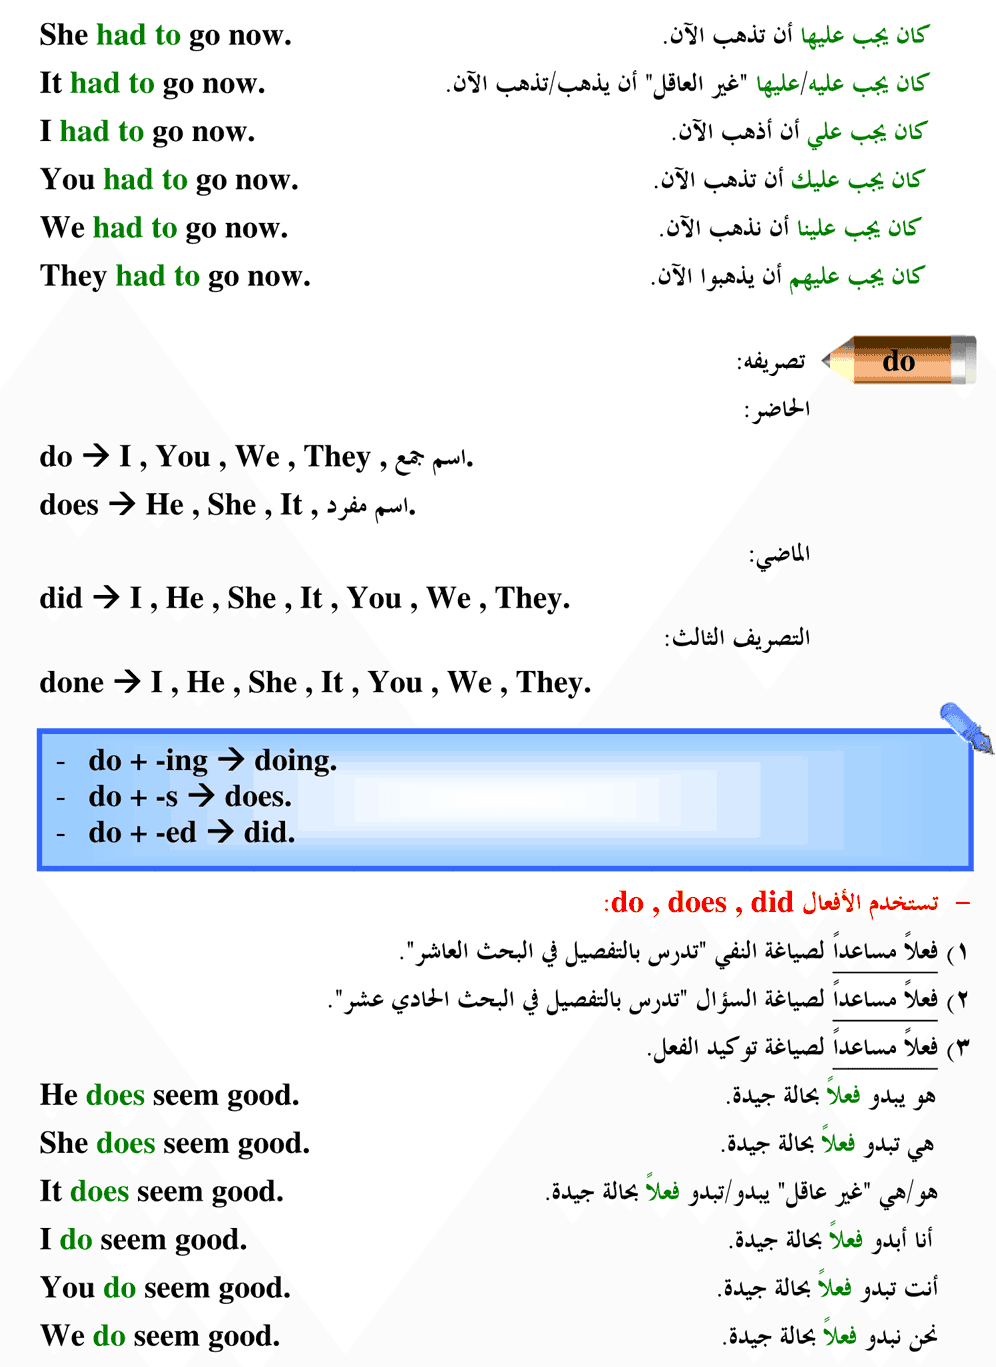 She had to go now. كان يجب عليها أن تذهب الآن.
It had to go now. كان يجب عليه/عليها "غير العاقل" أن يذهب/تذهب الآن.
I had to go now. كان يجب علي أن أذهب الآن.
You had to go now. كان يجب عليك أن تذهب الآن.
We had to go now. كان يجب علينا أن نذهب الآن.
They had to go now. كان يجب عليهم أن يذهبوا الآن.
do تصريفه:
الحاضر:
do → I , You , We , They , اسم جمع.
does → He , She , It , اسم مفرد.
الماضي:
did → I , He , She , It , You , We , They.
التصريف الثالث:
done → I , He , She , It , You , We , They.
- do + -ing → doing.
- do + -s → does.
- do + -ed → did.
– تستخدم الأفعال do , does , did:
١) فعلاً مساعداً لصياغة النفي "تدرس بالتفصيل في البحث العاشر".
٢) فعلاً مساعداً لصياغة السؤال "تدرس بالتفصيل في البحث الحادي عشر".
٣) فعلاً مساعداً لصياغة توكيد الفعل.
He does seem good. هو يبدو فعلاً بحالة جيدة.
She does seem good. هي تبدو فعلاً بحالة جيدة.
It does seem good. هو/هي "غير عاقل" يبدو/تبدو فعلاً بحالة جيدة.
I do seem good. أنا أبدو فعلاً بحالة جيدة.
You do seem good. أنت تبدو فعلاً بحالة جيدة.
We do seem good. نحن نبدو فعلاً بحالة جيدة.